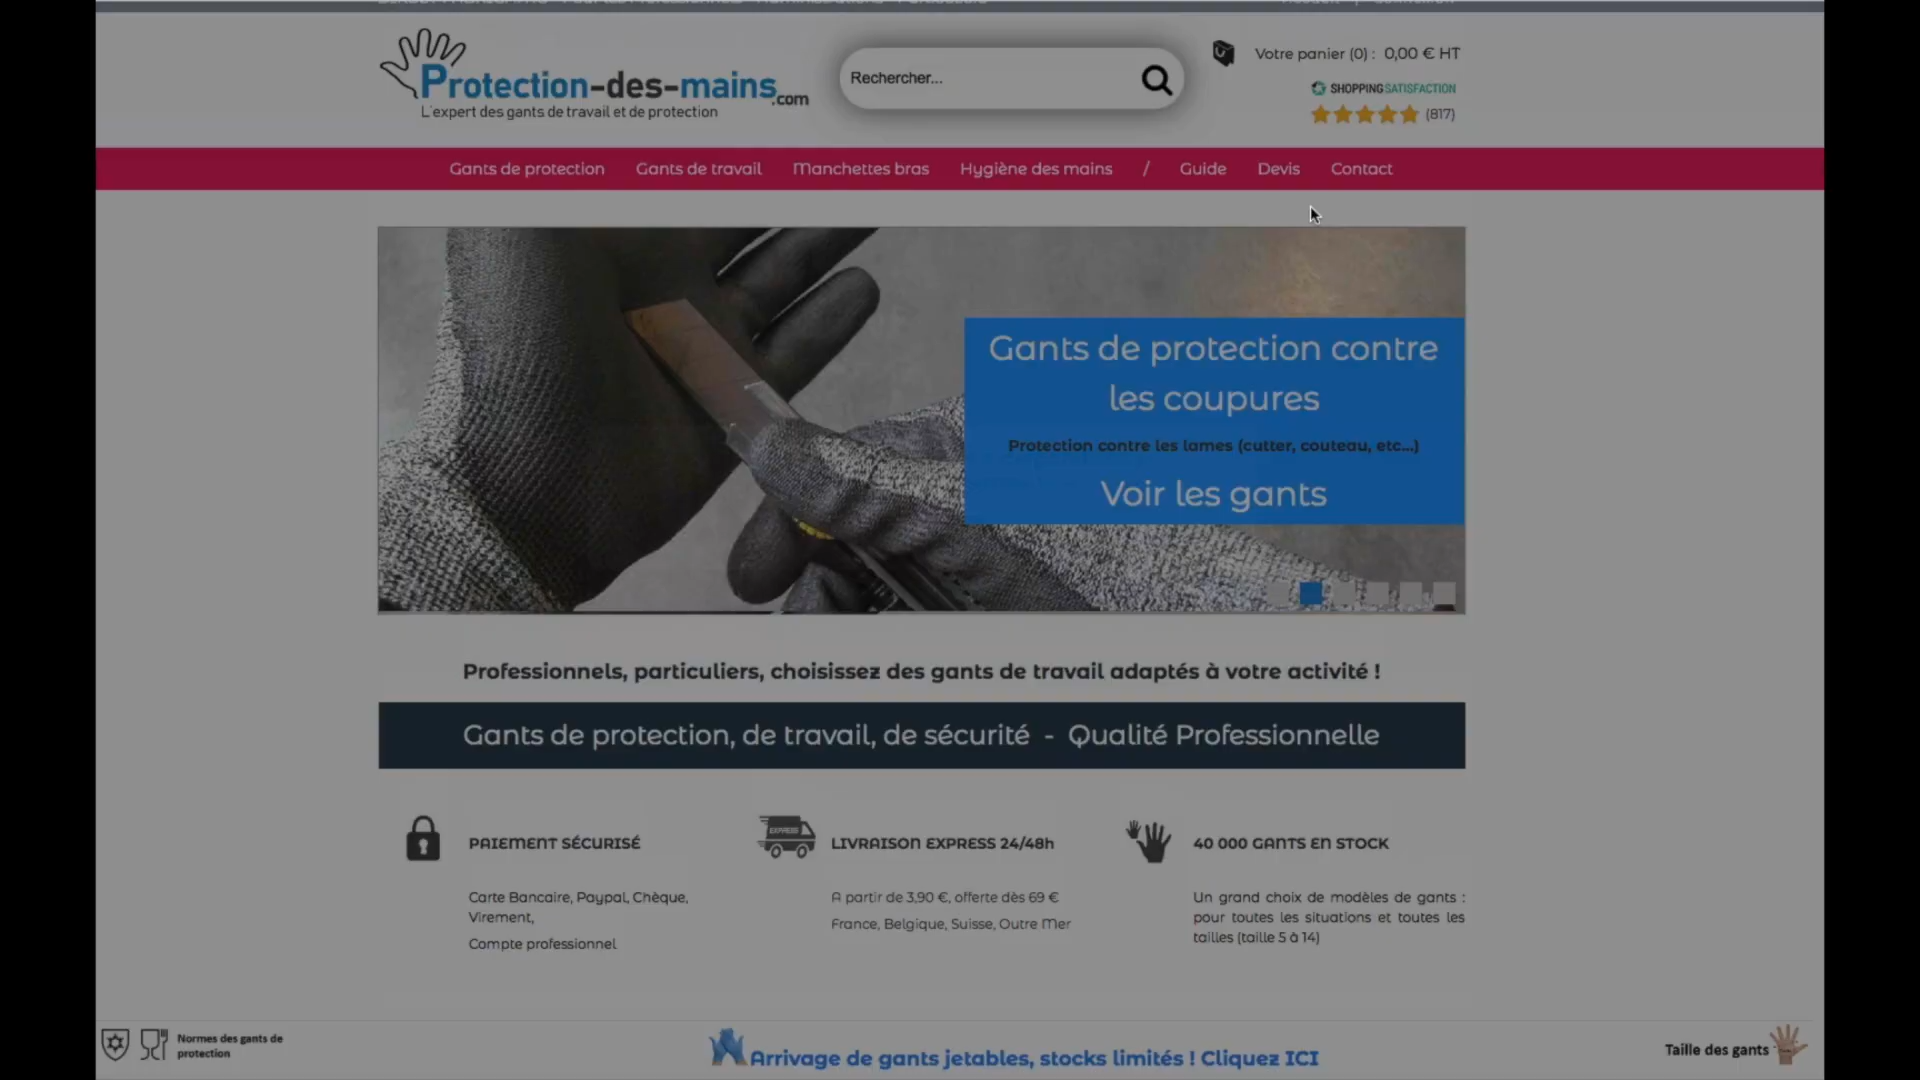 Protection-des-mains.com
L'expert des gants de travail et de protection
Rechercher...
Votre panier (0) : 0,00 € HT
SHOPPING SATISFACTION
(817)
Gants de protection Gants de travail Manchettes bras Hygiène des mains / Guide Devis Contact
Gants de protection contre
les coupures
Protection contre les lames (cutter, couteau, etc...)
Voir les gants
Professionnels, particuliers, choisissez des gants de travail adaptés à votre activité !
Gants de protection, de travail, de sécurité - Qualité Professionnelle
PAIEMENT SÉCURISÉ
Carte Bancaire, Paypal, Chèque,
Virement,
Compte professionnel
EXPRESS
LIVRAISON EXPRESS 24/48h
A partir de 3,90 €, offerte dès 69 €
France, Belgique, Suisse, Outre Mer
40 000 GANTS EN STOCK
Un grand choix de modèles de gants :
pour toutes les situations et toutes les
tailles (taille 5 à 14)
Normes des gants de
protection
Arrivage de gants jetables, stocks limités ! Cliquez ICI
Taille des gants